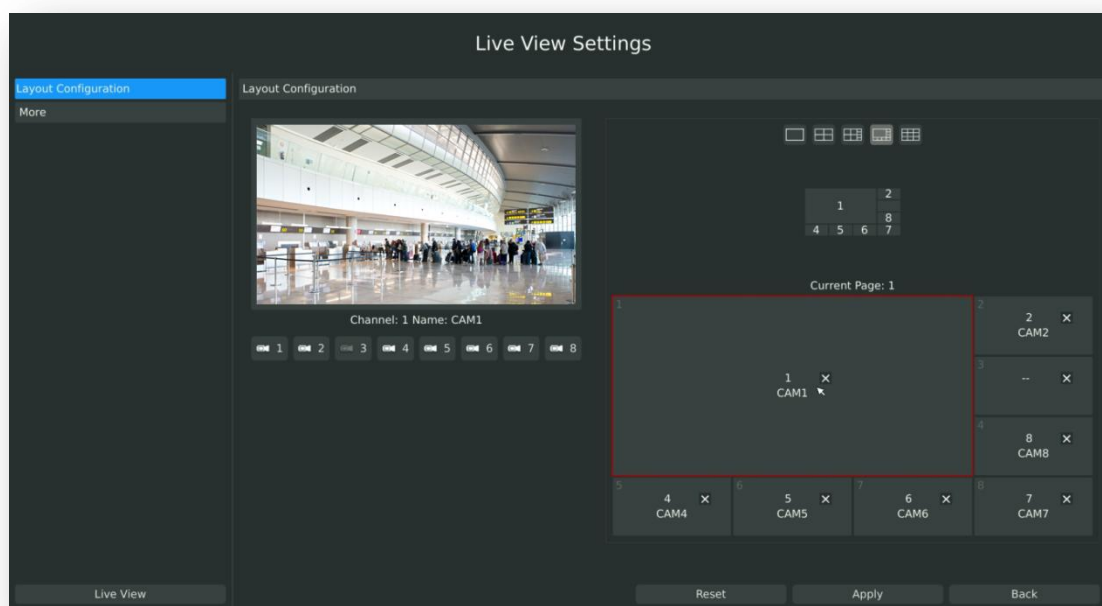 Live View Settings
Layout Configuration
More
Layout Configuration
Channel: 1 Name: CAM1
1 2 3 4 5 6 7 8
1 2
8
4 5 6 7
Current Page: 1
1
1
CAM1
2
2
CAM2
3
--
4
8
CAM8
5
4
CAM4
6
5
CAM5
7
6
CAM6
8
7
CAM7
Live View
Reset Apply Back